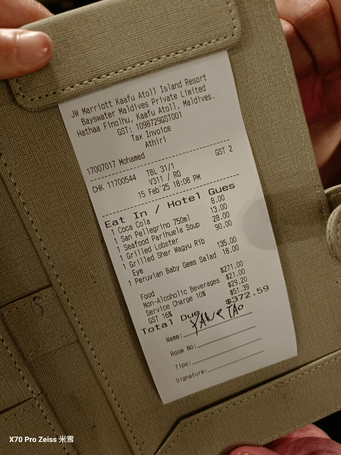 JW Marriott Kaafu Atoll Island Resort
Bayswater Maldives Private Limited
Hathaa Finolhu, Kaafu Atoll, Maldives.
GST: 1098729GST001
Tax Invoice
Athiri
17007017 Mohamed
TBL 31/1
CHK 11700544 GST 2
V311 / RG
15 Feb'25 18:08 PM
Eat In / Hotel Gues
1 Coca Cola 8.00
1 San Pellegrino 750ml 13.00
1 Seafood Parihuela Soup 28.00
1 Grilled Lobster 90.00
1 Grilled Sher Wagyu Rib 135.00
Eye
1 Peruvian Baby Gems Salad 18.00
Food $271.00
Non-Alcoholic Beverages $21.00
Service Charge 10% $29.20
GST 16% $51.39
Total Due $372.59
Name:
Room No:
Tips:
Signature:
X70 Pro Zeiss 米雪